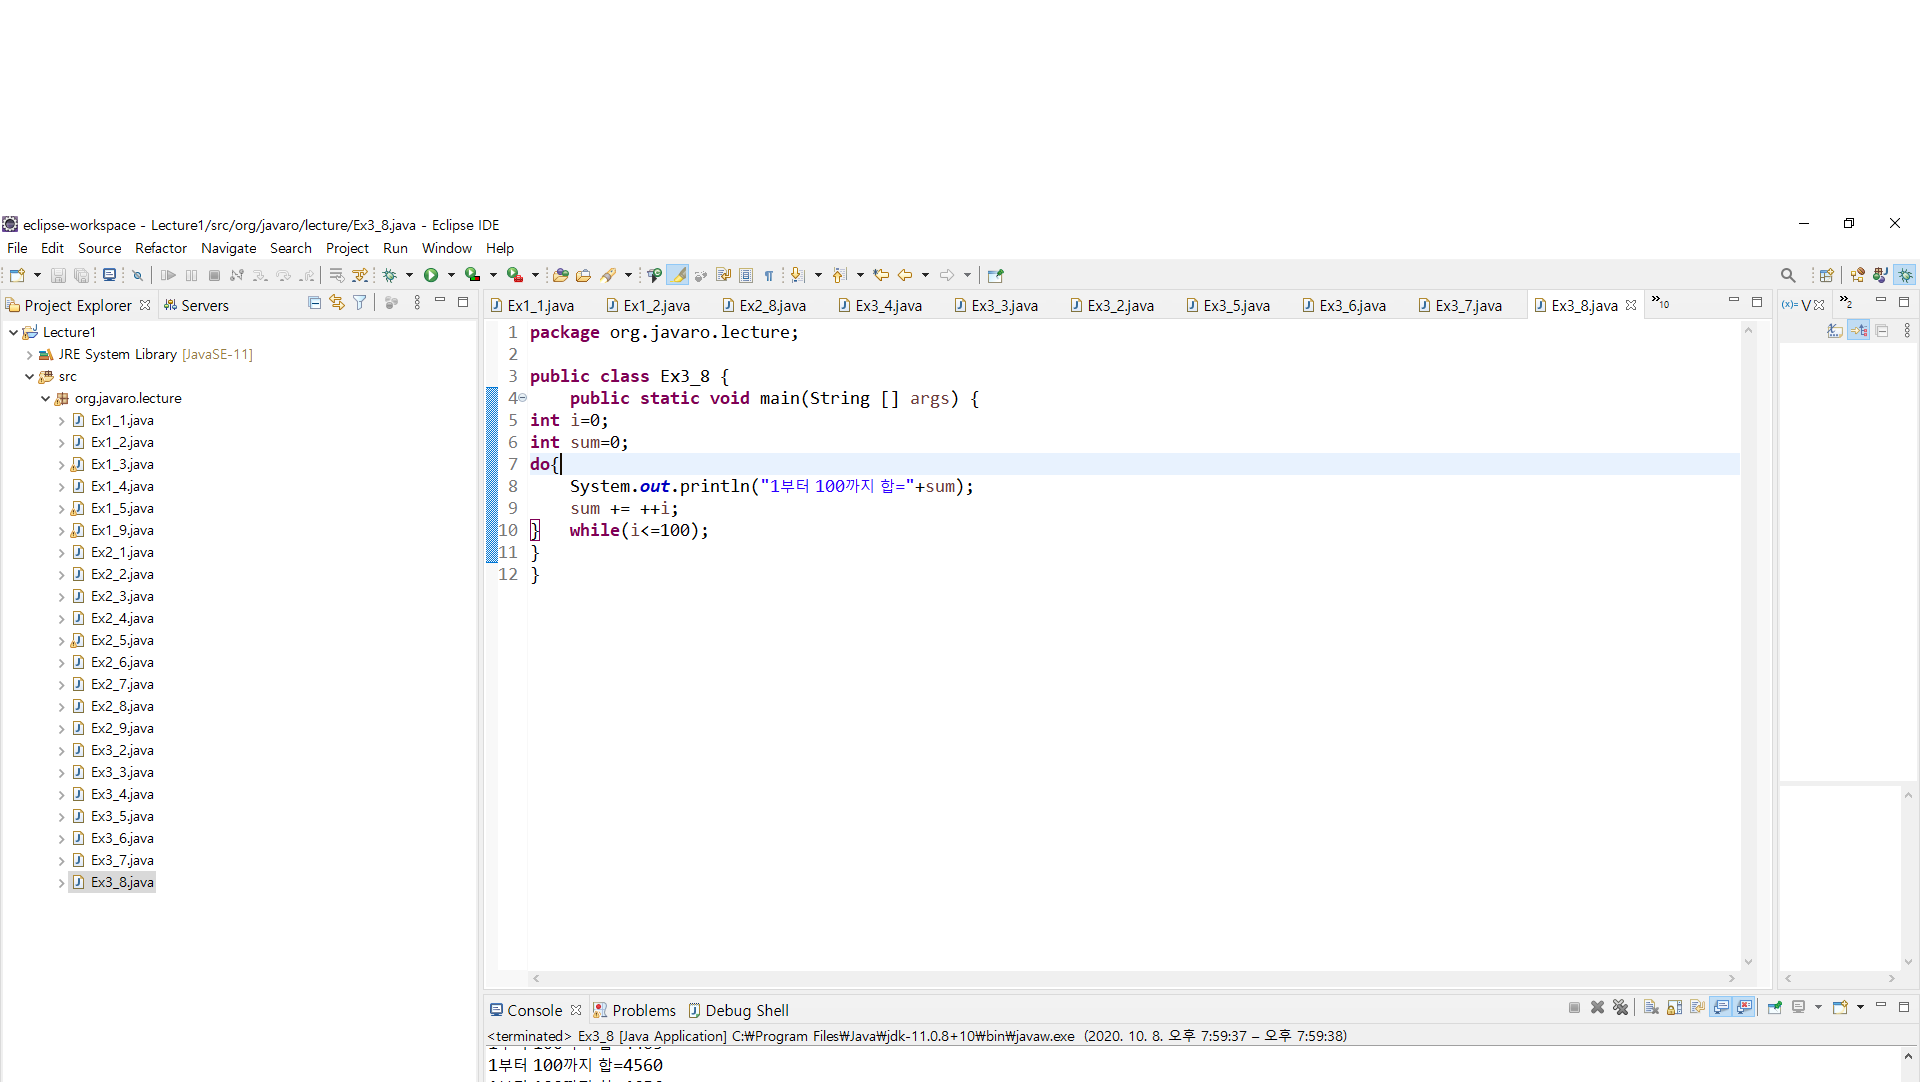 eclipse-workspace - Lecture1/src/org/javaro/lecture/Ex3_8.java - Eclipse IDE
File Edit Source Refactor Navigate Search Project Run Window Help
Project Explorer
Servers
Lecture1
JRE System Library [JavaSE-11]
src
org.javaro.lecture
Ex1_1.java
Ex1_2.java
Ex1_3.java
Ex1_4.java
Ex1_5.java
Ex1_9.java
Ex2_1.java
Ex2_2.java
Ex2_3.java
Ex2_4.java
Ex2_5.java
Ex2_6.java
Ex2_7.java
Ex2_8.java
Ex2_9.java
Ex3_2.java
Ex3_3.java
Ex3_4.java
Ex3_5.java
Ex3_6.java
Ex3_7.java
Ex3_8.java
Ex1_1.java Ex1_2.java Ex2_8.java Ex3_4.java Ex3_3.java Ex3_2.java Ex3_5.java Ex3_6.java Ex3_7.java Ex3_8.java »10
1 package org.javaro.lecture;
2
3 public class Ex3_8 {
4 public static void main(String [] args) {
5 int i=0;
6 int sum=0;
7 do{
8 System.out.println("1부터 100까지 합="+sum);
9 sum += ++i;
10 } while(i<=100);
11 }
12 }
(x)= V »2
Console Problems Debug Shell
<terminated> Ex3_8 [Java Application] C:₩Program Files₩Java₩jdk-11.0.8+10₩bin₩javaw.exe (2020. 10. 8. 오후 7:59:37 – 오후 7:59:38)
1부터 100까지 합=4560